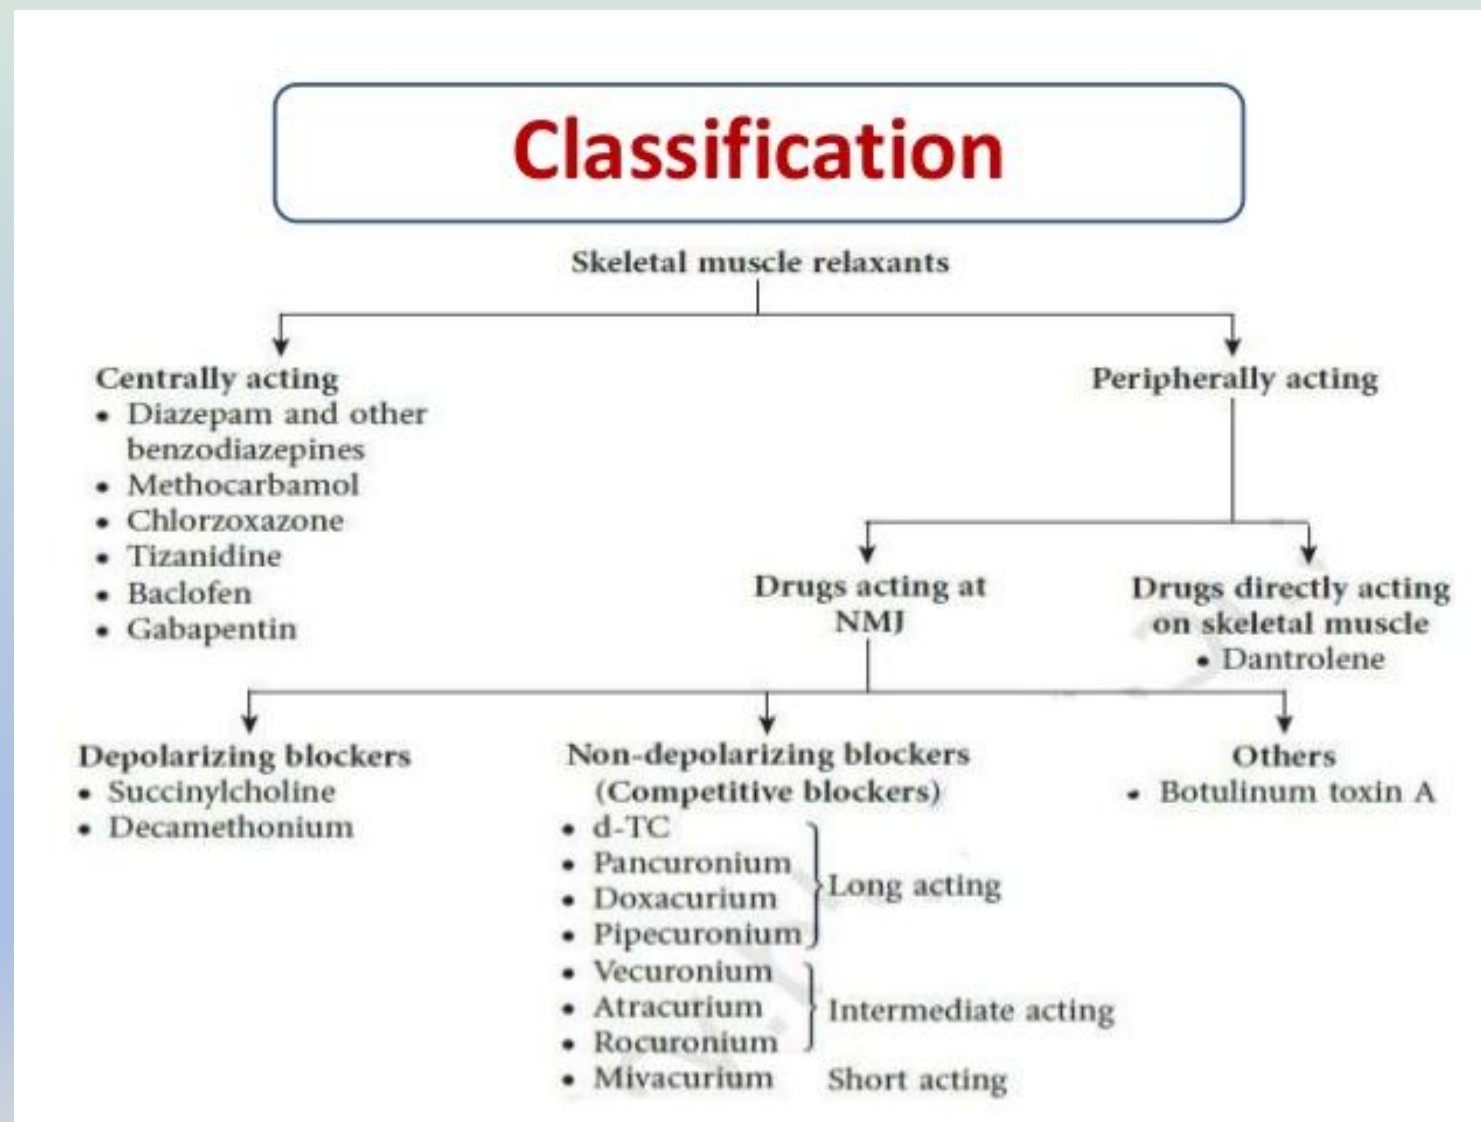 Classification
Skeletal muscle relaxants
Centrally acting
• Diazepam and other
benzodiazepines
• Methocarbamol
• Chlorzoxazone
• Tizanidine
• Baclofen
• Gabapentin
Peripherally acting
Drugs acting at
NMJ
Drugs directly acting
on skeletal muscle
• Dantrolene
Depolarizing blockers
• Succinylcholine
• Decamethonium
Non-depolarizing blockers
(Competitive blockers)
• d-TC
• Pancuronium
• Doxacurium
• Pipecuronium
Long acting
• Vecuronium
• Atracurium
• Rocuronium
Intermediate acting
• Mivacurium Short acting
Others
• Botulinum toxin A